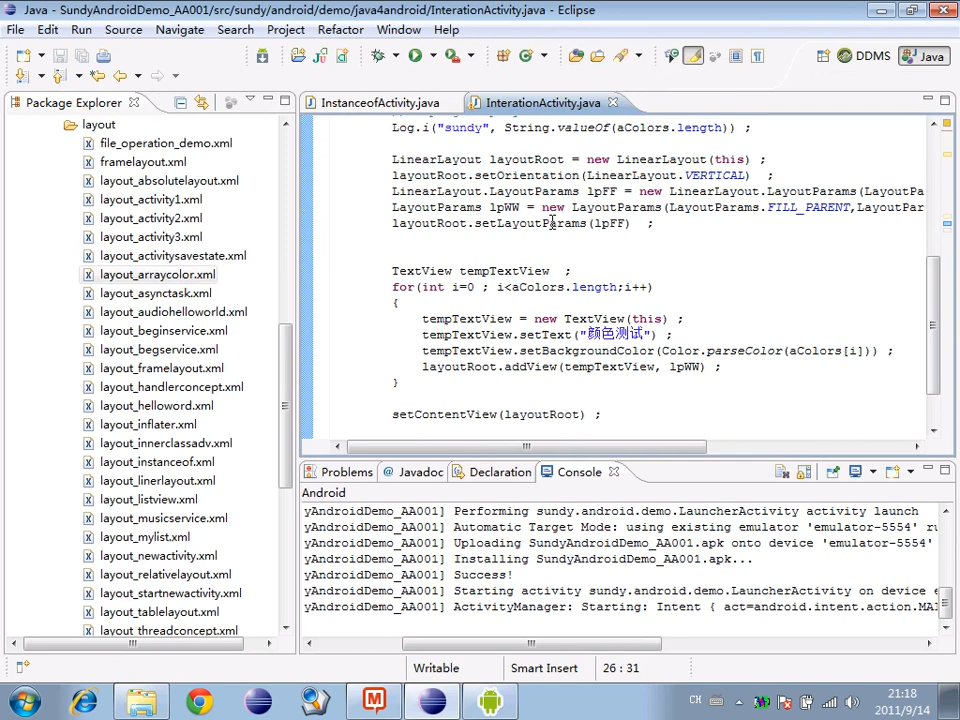 Java - SundyAndroidDemo_AA001/src/sundy/android/demo/java4android/InterationActivity.java - Eclipse
File Edit Run Source Navigate Search Project Refactor Window Help
DDMS Java
Package Explorer
InstanceofActivity.java
InterationActivity.java
layout
file_operation_demo.xml
framelayout.xml
layout_absolutelayout.xml
layout_activity1.xml
layout_activity2.xml
layout_activity3.xml
layout_activitysavestate.xml
layout_arraycolor.xml
layout_asynctask.xml
layout_audiohelloworld.xml
layout_beginservice.xml
layout_begservice.xml
layout_framelayout.xml
layout_handlerconcept.xml
layout_helloword.xml
layout_inflater.xml
layout_innerclassadv.xml
layout_instanceof.xml
layout_linerlayout.xml
layout_listview.xml
layout_musicservice.xml
layout_mylist.xml
layout_newactivity.xml
layout_relativelayout.xml
layout_startnewactivity.xml
layout_tablelayout.xml
layout_threadconcept.xml
Log.i("sundy", String.valueOf(aColors.length)) ;
LinearLayout layoutRoot = new LinearLayout(this) ;
layoutRoot.setOrientation(LinearLayout.VERTICAL)  ;
LinearLayout.LayoutParams lpFF = new LinearLayout.LayoutParams(LayoutPa
LayoutParams lpWW = new LayoutParams(LayoutParams.FILL_PARENT,LayoutPar
layoutRoot.setLayoutParams(lpFF)  ;
TextView tempTextView  ;
for(int i=0 ; i<aColors.length;i++)
{
tempTextView = new TextView(this) ;
tempTextView.setText("颜色测试") ;
tempTextView.setBackgroundColor(Color.parseColor(aColors[i])) ;
layoutRoot.addView(tempTextView, lpWW) ;
}
setContentView(layoutRoot) ;
Problems @ Javadoc Declaration Console
Android
yAndroidDemo_AA001] Performing sundy.android.demo.LauncherActivity activity launch
yAndroidDemo_AA001] Automatic Target Mode: using existing emulator 'emulator-5554' ru
yAndroidDemo_AA001] Uploading SundyAndroidDemo_AA001.apk onto device 'emulator-5554'
yAndroidDemo_AA001] Installing SundyAndroidDemo_AA001.apk...
yAndroidDemo_AA001] Success!
yAndroidDemo_AA001] Starting activity sundy.android.demo.LauncherActivity on device e
yAndroidDemo_AA001] ActivityManager: Starting: Intent { act=android.intent.action.MAI
Writable Smart Insert 26 : 31
CH
21:18
2011/9/14